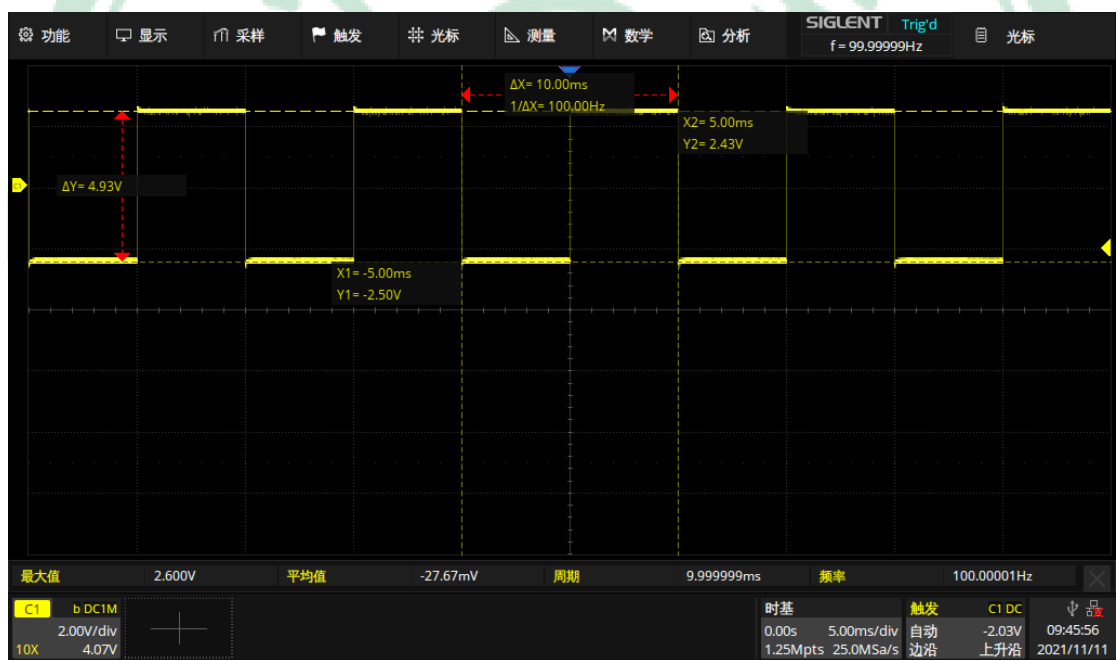 功能 显示 采样 触发 光标 测量 数学 分析 SIGLENT Trig'd 光标
f = 99.99999Hz
ΔX= 10.00ms
1/ΔX= 100.00Hz
X2= 5.00ms
Y2= 2.43V
C1
ΔY= 4.93V
X1= -5.00ms
Y1= -2.50V
最大值 2.600V 平均值 -27.67mV 周期 9.999999ms 频率 100.00001Hz
C1 b DC1M 时基 触发 C1 DC
2.00V/div 0.00s 5.00ms/div 自动 -2.03V 09:45:56
10X 4.07V 1.25Mpts 25.0MSa/s 边沿 上升沿 2021/11/11